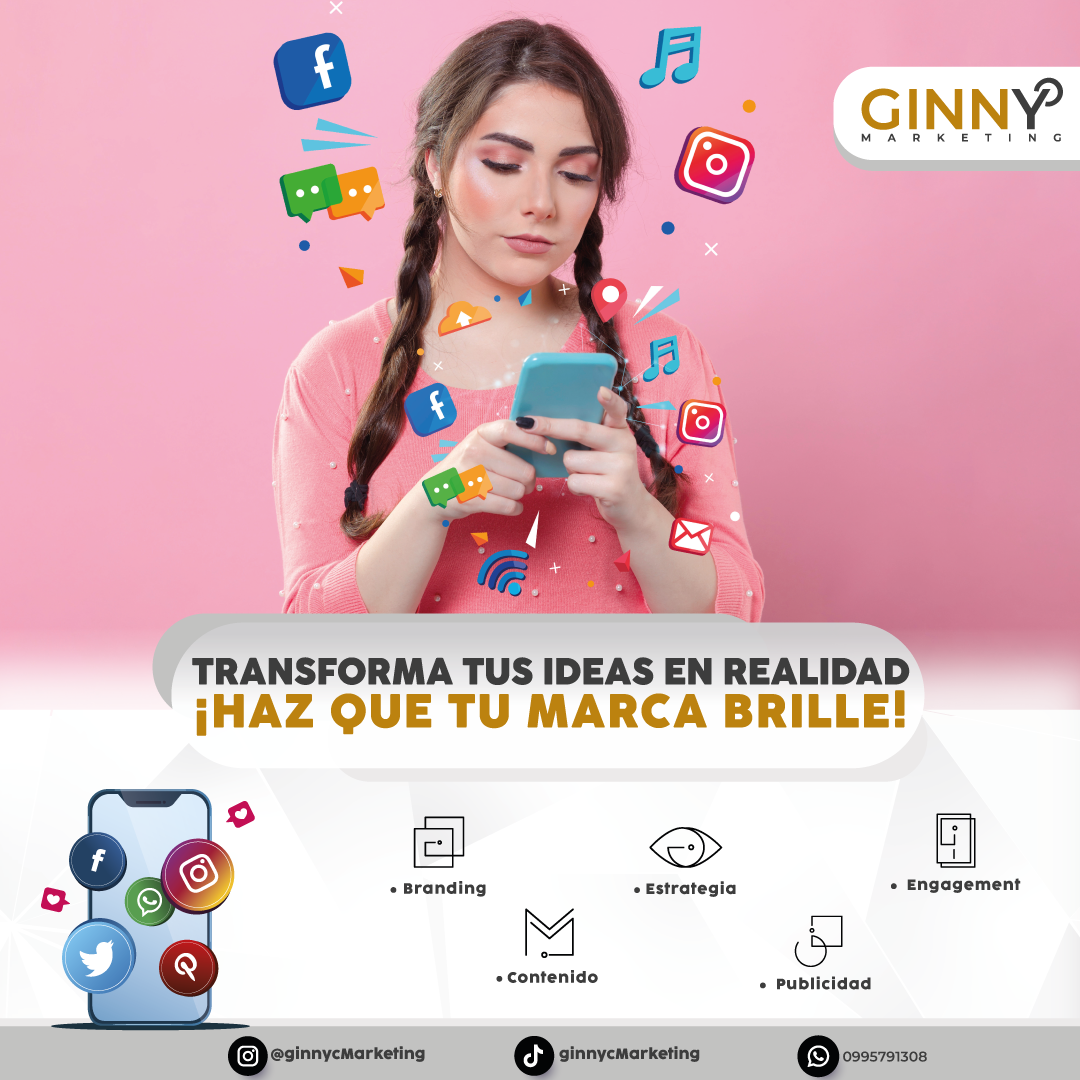 GINNY
MARKETING
TRANSFORMA TUS IDEAS EN REALIDAD
¡HAZ QUE TU MARCA BRILLE!
• Branding
• Estrategia
• Engagement
• Contenido
• Publicidad
@ginnycMarketing
ginnycMarketing
0995791308